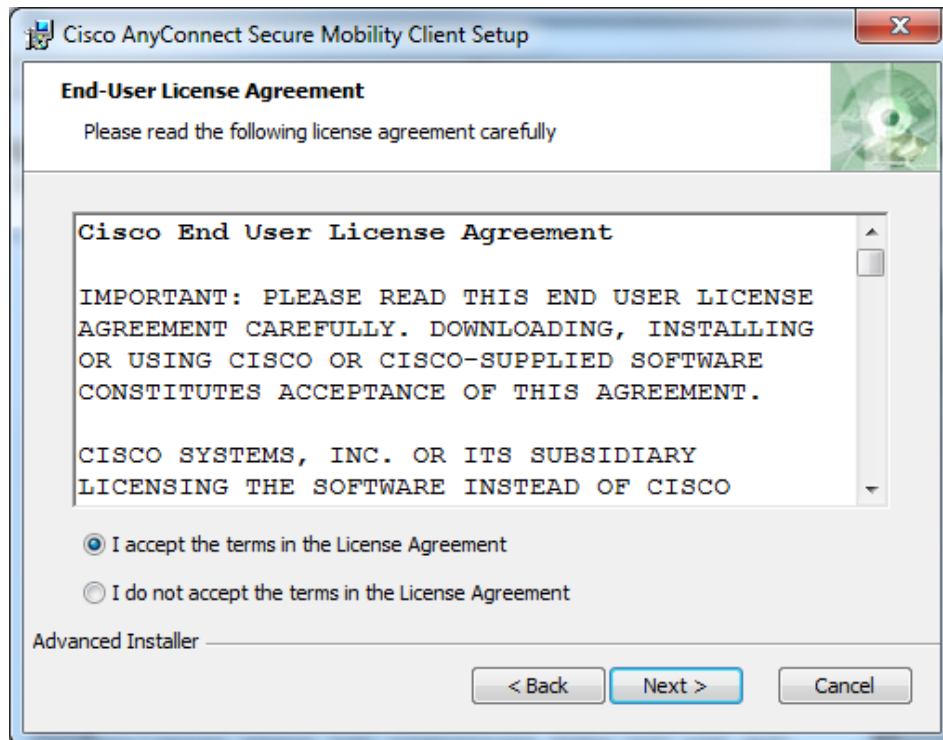 Cisco AnyConnect Secure Mobility Client Setup
End-User License Agreement
Please read the following license agreement carefully
Cisco End User License Agreement
IMPORTANT: PLEASE READ THIS END USER LICENSE
AGREEMENT CAREFULLY. DOWNLOADING, INSTALLING
OR USING CISCO OR CISCO-SUPPLIED SOFTWARE
CONSTITUTES ACCEPTANCE OF THIS AGREEMENT.
CISCO SYSTEMS, INC. OR ITS SUBSIDIARY
LICENSING THE SOFTWARE INSTEAD OF CISCO
I accept the terms in the License Agreement
I do not accept the terms in the License Agreement
Advanced Installer
< Back Next > Cancel